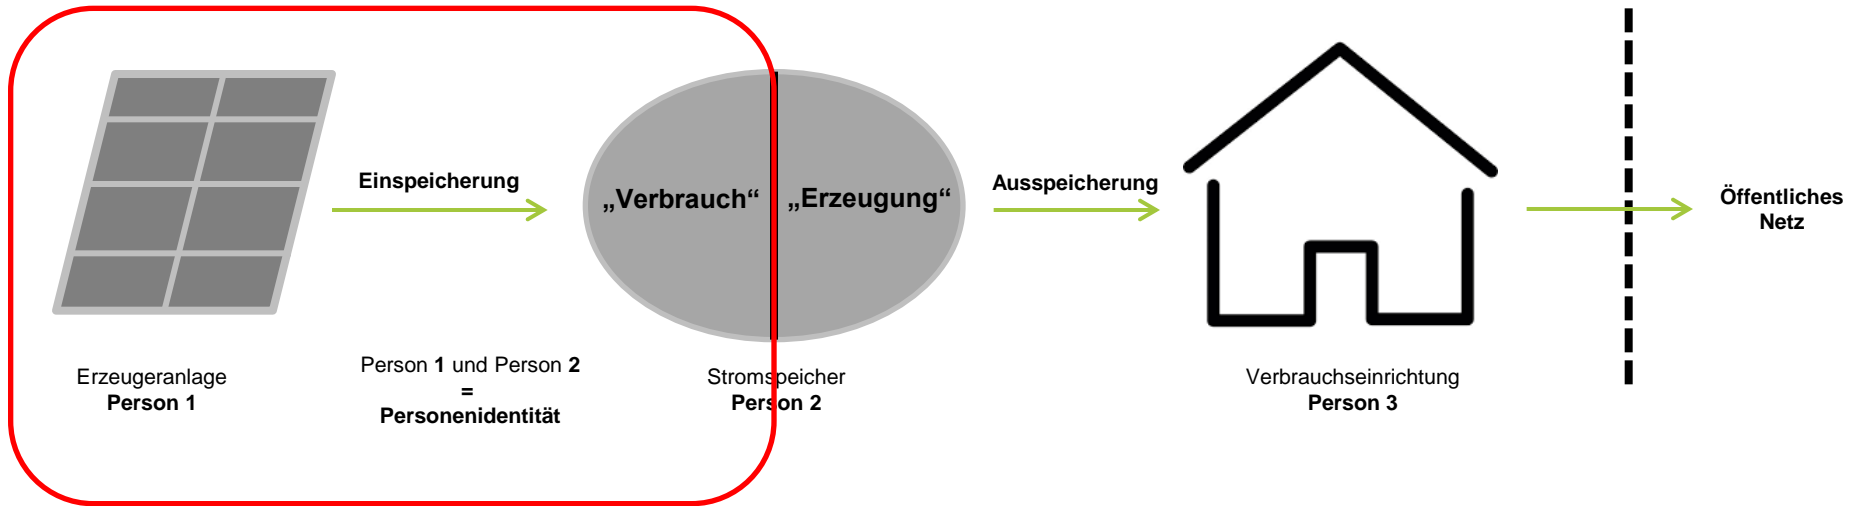 Einspeicherung
„Verbrauch“
„Erzeugung“
Ausspeicherung
Öffentliches
Netz
Erzeugeranlage
Person 1
Person 1 und Person 2
=
Personenidentität
Stromspeicher
Person 2
Verbrauchseinrichtung
Person 3